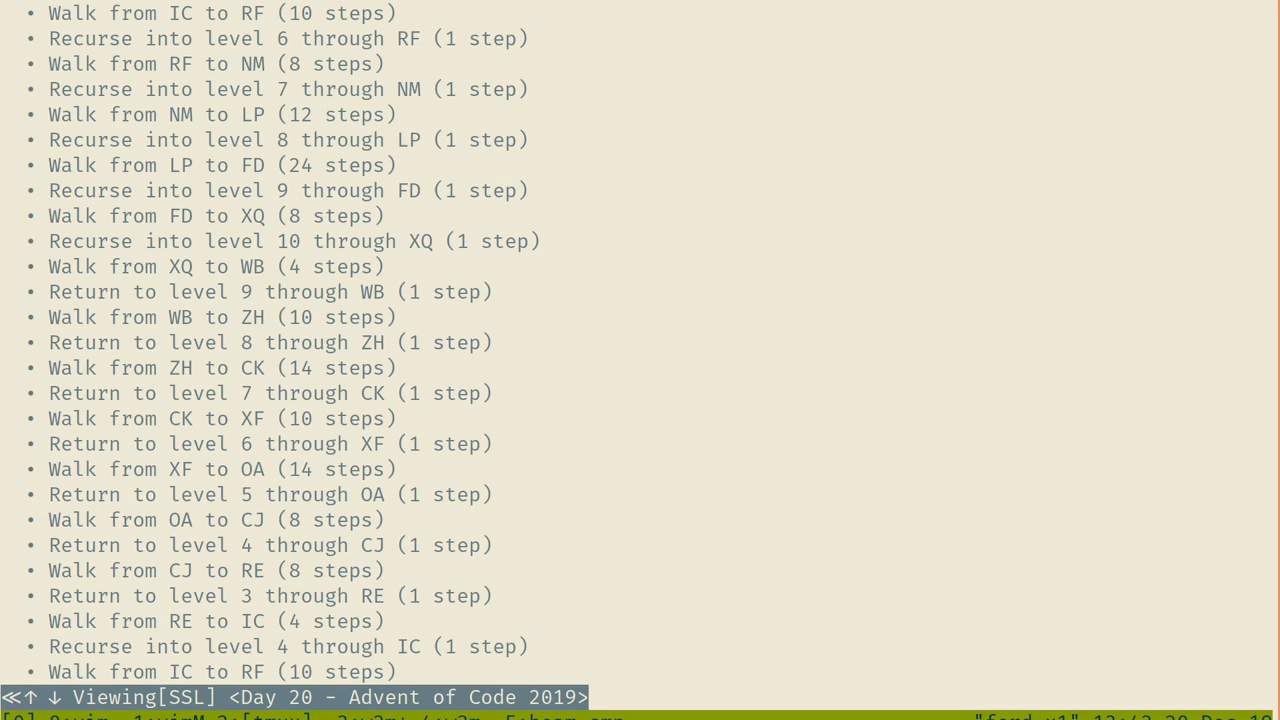 • Walk from IC to RF (10 steps)
• Recurse into level 6 through RF (1 step)
• Walk from RF to NM (8 steps)
• Recurse into level 7 through NM (1 step)
• Walk from NM to LP (12 steps)
• Recurse into level 8 through LP (1 step)
• Walk from LP to FD (24 steps)
• Recurse into level 9 through FD (1 step)
• Walk from FD to XQ (8 steps)
• Recurse into level 10 through XQ (1 step)
• Walk from XQ to WB (4 steps)
• Return to level 9 through WB (1 step)
• Walk from WB to ZH (10 steps)
• Return to level 8 through ZH (1 step)
• Walk from ZH to CK (14 steps)
• Return to level 7 through CK (1 step)
• Walk from CK to XF (10 steps)
• Return to level 6 through XF (1 step)
• Walk from XF to OA (14 steps)
• Return to level 5 through OA (1 step)
• Walk from OA to CJ (8 steps)
• Return to level 4 through CJ (1 step)
• Walk from CJ to RE (8 steps)
• Return to level 3 through RE (1 step)
• Walk from RE to IC (4 steps)
• Recurse into level 4 through IC (1 step)
• Walk from IC to RF (10 steps)
≪↑ ↓ Viewing[SSL] <Day 20 - Advent of Code 2019>